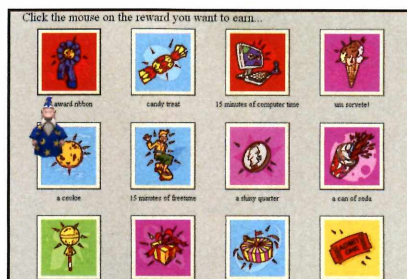 Click the mouse on the reward you want to earn...
award ribbon
candy treat
15 minutes of computer time
um sorvete!
a cookie
15 minutes of freetime
a shiny quarter
a can of soda